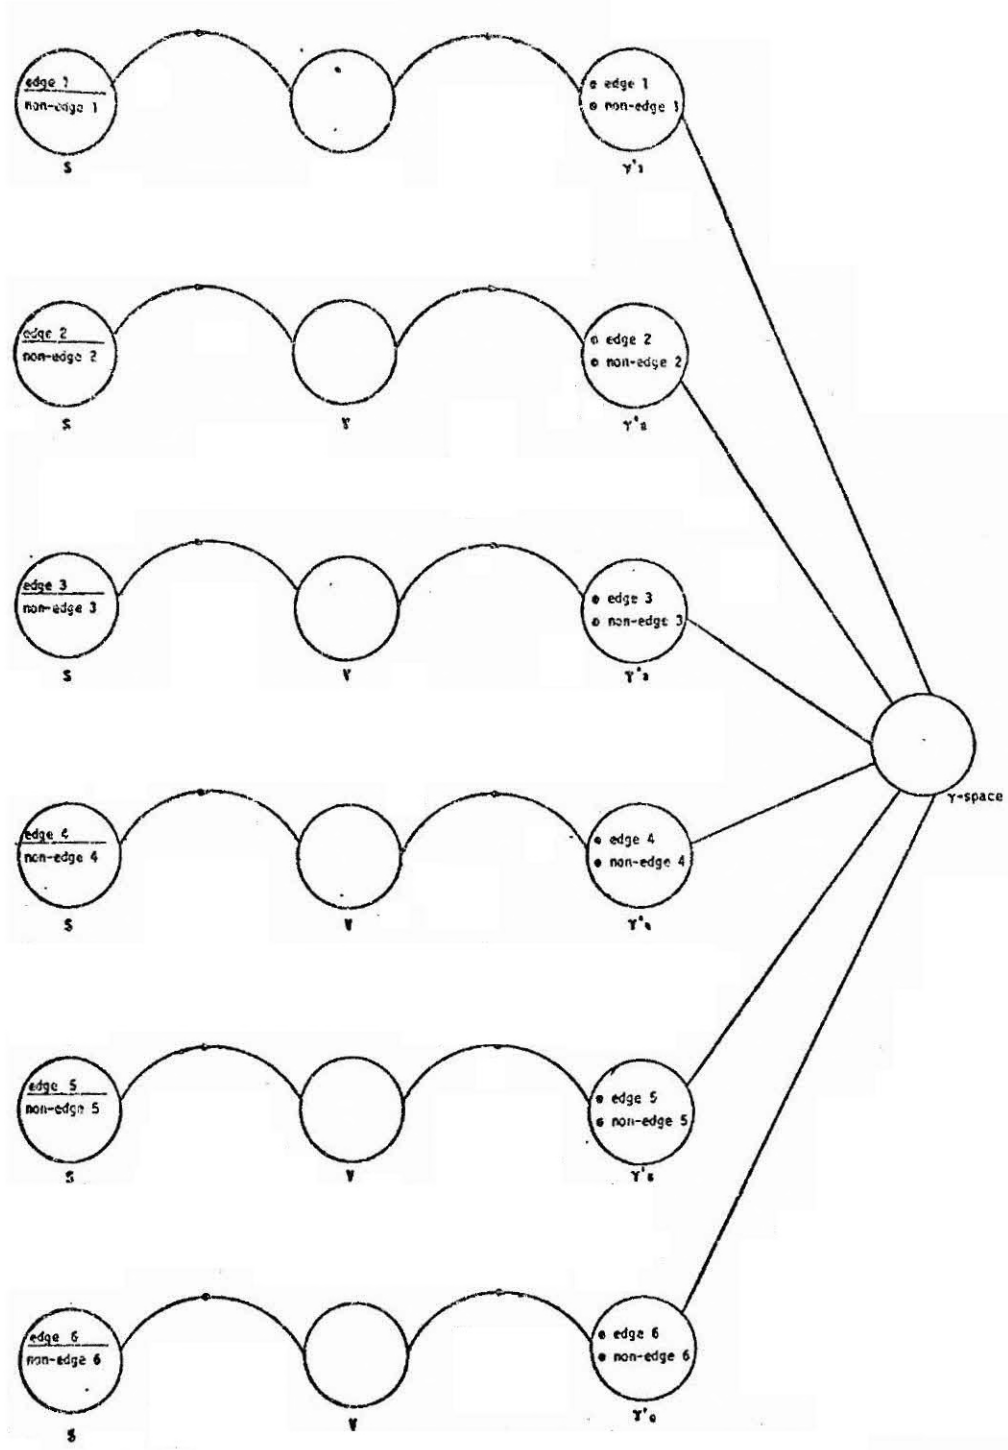 edge 1
non-edge 1
S
edge 1
non-edge 1
γ'₁
edge 2
non-edge 2
S
γ
edge 2
non-edge 2
γ'₂
edge 3
non-edge 3
S
V
edge 3
non-edge 3
γ'₃
edge 4
non-edge 4
S
V
edge 4
non-edge 4
γ'₄
γ-space
edge 5
non-edge 5
S
V
edge 5
non-edge 5
γ'₅
edge 6
non-edge 6
S
V
edge 6
non-edge 6
γ'₆